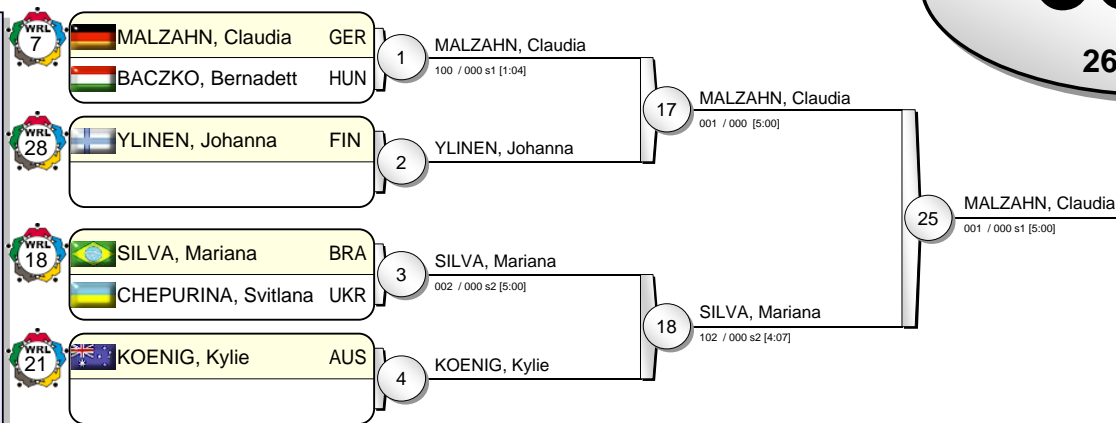 WRL
7
MALZAHN, Claudia GER
BACZKO, Bernadett HUN
1
MALZAHN, Claudia
100 / 000 s1 [1:04]
WRL
28
YLINEN, Johanna FIN
2
YLINEN, Johanna
17
MALZAHN, Claudia
001 / 000 [5:00]
WRL
18
SILVA, Mariana BRA
CHEPURINA, Svitlana UKR
3
SILVA, Mariana
002 / 000 s2 [5:00]
WRL
21
KOENIG, Kylie AUS
4
KOENIG, Kylie
18
SILVA, Mariana
102 / 000 s2 [4:07]
25
MALZAHN, Claudia
001 / 000 s1 [5:00]
26